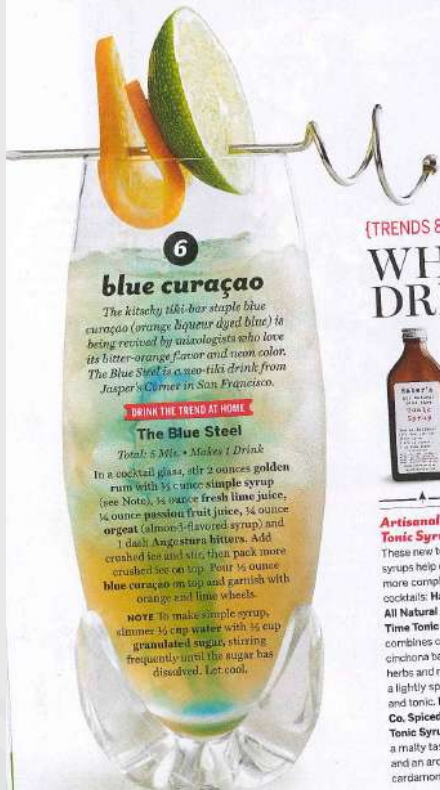 6
blue curaçao
The kitschy tiki-bar staple blue
curaçao (orange liqueur dyed blue) is
being revived by mixologists who love
its bitter-orange flavor and neon color.
The Blue Steel is a neo-tiki drink from
Jasper's Corner in San Francisco.
DRINK THE TREND AT HOME
The Blue Steel
Total: 5 Min. • Makes 1 Drink
In a cocktail glass, stir 2 ounces golden
rum with ounce simple syrup
(see Note), ounce fresh lime juice,
¼ ounce passion fruit juice, ¼ ounce
orgeat (almond-flavored syrup) and
1 dash Angostura bitters. Add
crushed ice and stir, then pack more
crushed ice on top. Pour ½ ounce
blue curaçao on top and garnish with
orange and lime wheels.
NOTE To make simple syrup,
simmer ½ cup water with ½ cup
granulated sugar, stirring
frequently until the sugar has
dissolved. Let cool.
{TRENDS &
WH
DR
Tonic
Syrup
Artisanal
Tonic Syru
These new t
syrups help
more compl
cocktails: Ha
All Natural
Time Tonic
combines c
cinchona ba
herbs and
a lightly sp
and tonic.
Co. Spiced
Tonic Syru
a malty tas
and an aro
cardamon